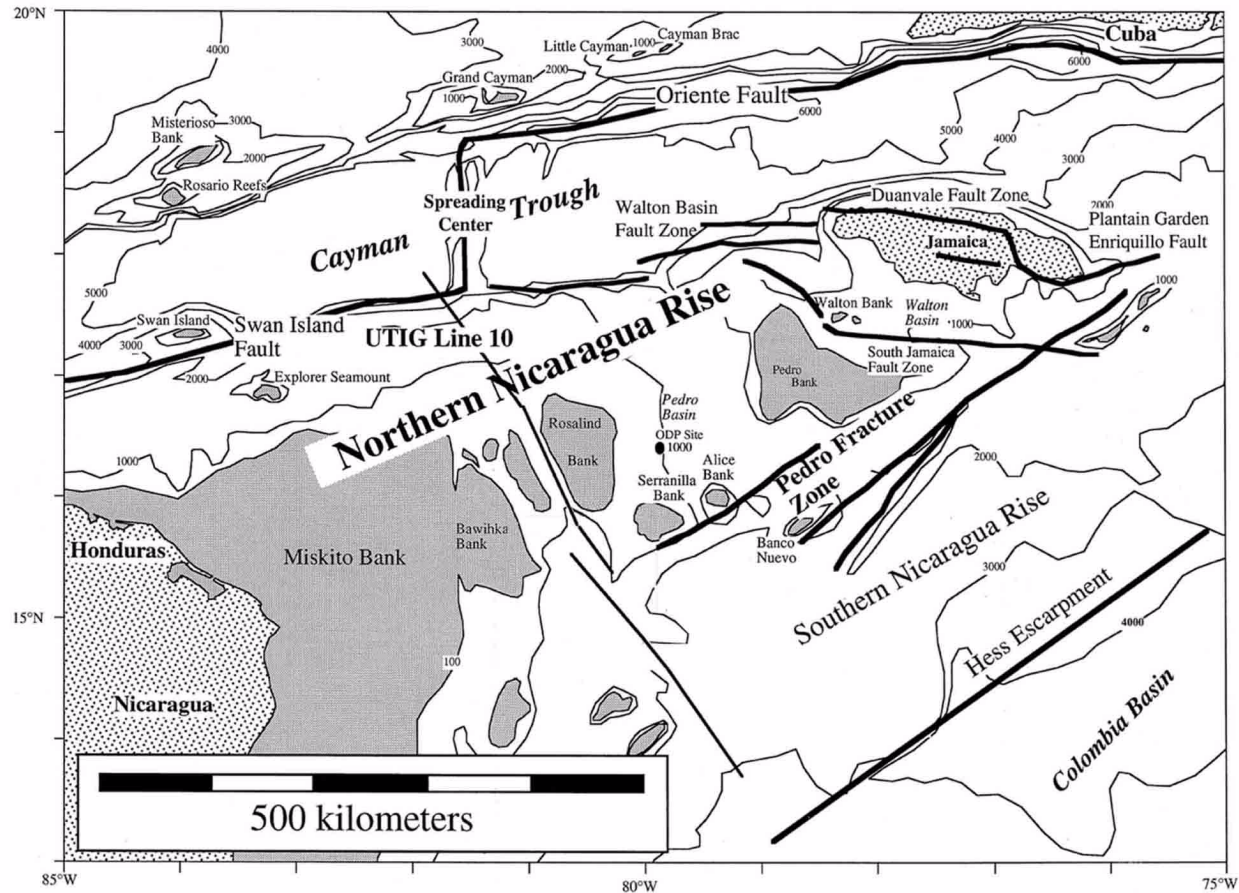 20°N
4000
3000
Little Cayman
1000
Cayman Brac
2000
Cuba
6000
Grand Cayman
1000
Oriente Fault
6000
Misterioso
Bank
3000
2000
5000
4000
3000
Rosario Reefs
Spreading
Center
Cayman Trough
Walton Basin
Fault Zone
Duanvale Fault Zone
2000
Plantain Garden
Enriquillo Fault
Jamaica
5000
1000
Swan Island
4000
3000
Swan Island
Fault
2000
Explorer Seamount
UTIG Line 10
Northern Nicaragua Rise
Walton Bank
Walton
Basin
1000
South Jamaica
Fault Zone
Pedro
Bank
Pedro
Basin
ODP Site
1000
Rosalind
Bank
Alice
Bank
Serranilla
Bank
Pedro Fracture
Zone
Banco
Nuevo
2000
1000
Bawihka
Bank
Miskito Bank
Honduras
Southern Nicaragua Rise
3000
Hess Escarpment
4000
15°N
100
Nicaragua
Colombia Basin
500 kilometers
85°W
80°W
75°W